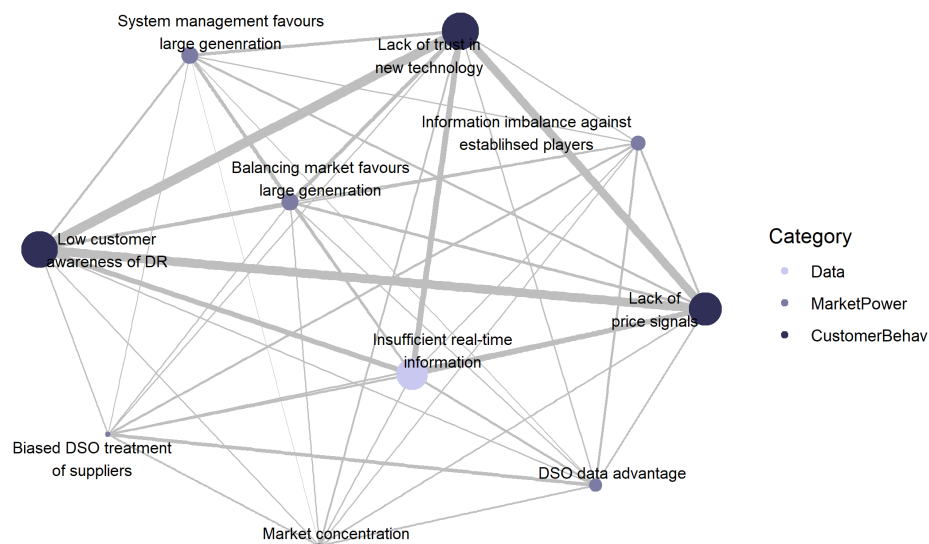 System management favours
large genenration
Lack of trust in
new technology
Information imbalance against
establihsed players
Balancing market favours
large genenration
Low customer
awareness of DR
Lack of
price signals
Insufficient real-time
information
Biased DSO treatment
of suppliers
DSO data advantage
Market concentration
Category
Data
MarketPower
CustomerBehav